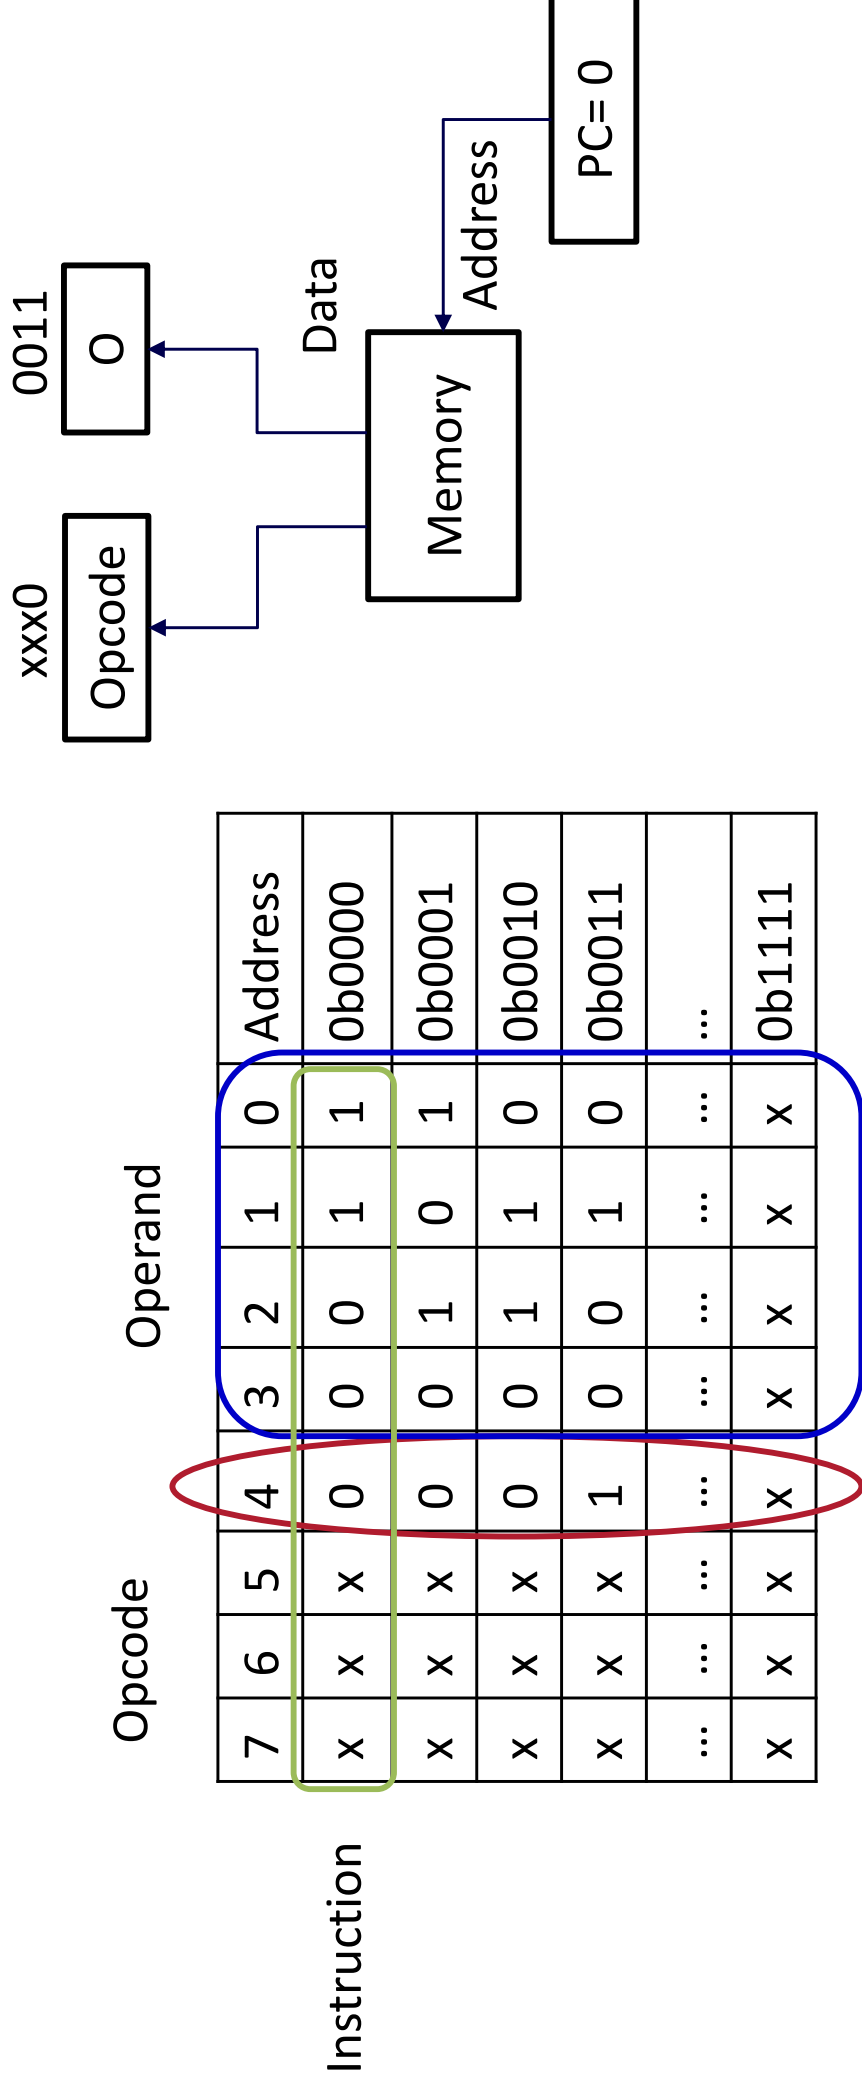 Opcode Operand
7 6 5 4 3 2 1 0 Address
Instruction x x x 0 0 0 1 1 0b0000
x x x 0 0 1 0 1 0b0001
x x x 0 0 1 1 0 0b0010
x x x 1 0 0 1 0 0b0011
... ... ... ... ... ... ... ... ...
x x x x x x x x 0b1111
xxx0 0011
Opcode O
Data
Memory
Address
PC= 0